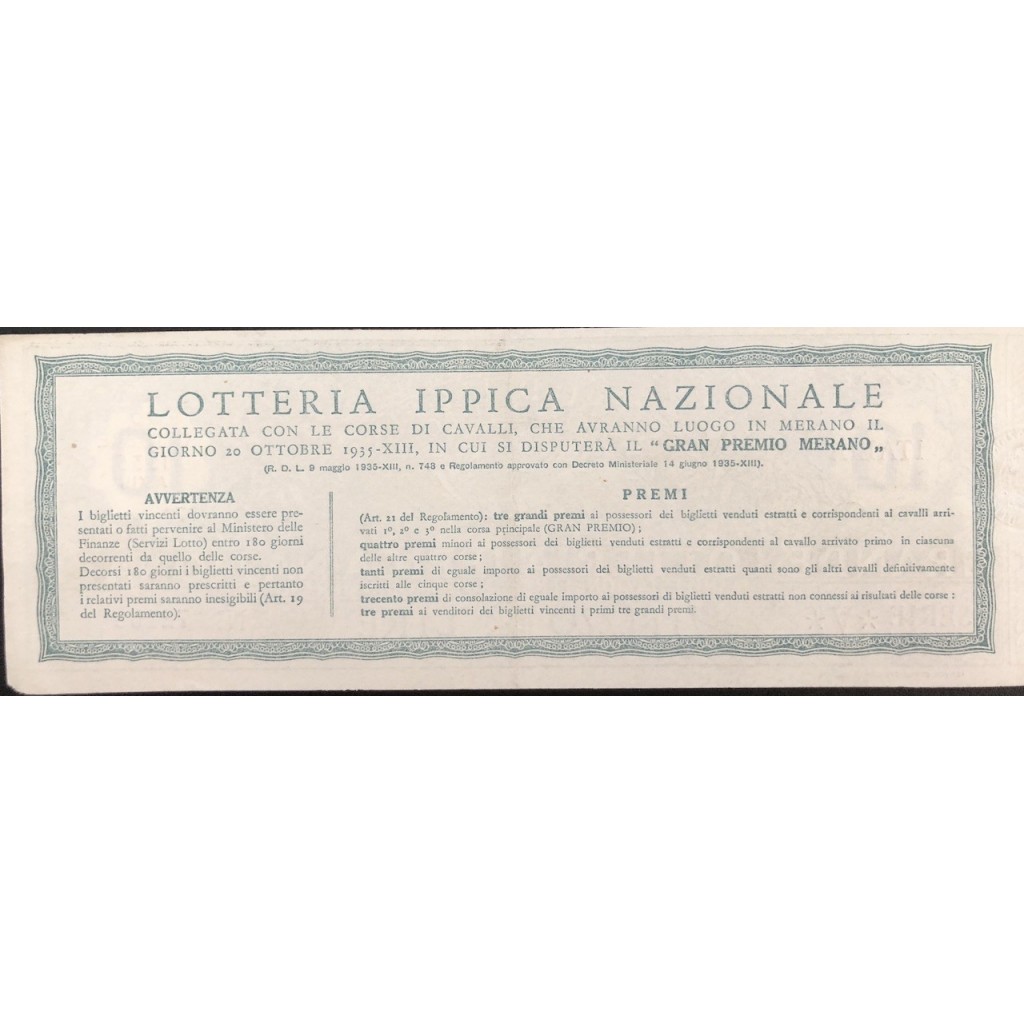 LOTTERIA IPPICA NAZIONALE
COLLEGATA CON LE CORSE DI CAVALLI, CHE AVRANNO LUOGO IN MERANO IL
GIORNO 20 OTTOBRE 1935-XIII, IN CUI SI DISPUTERÀ IL “GRAN PREMIO MERANO„
(R. D. L. 9 maggio 1935-XIII, n. 743 e Regolamento approvato con Decreto Ministeriale 14 giugno 1935-XIII).
AVVERTENZA
I biglietti vincenti dovranno essere pre-
sentati o fatti pervenire al Ministero delle
Finanze (Servizi Lotto) entro 180 giorni
decorrenti da quello delle corse.
Decorsi 180 giorni i biglietti vincenti non
presentati saranno prescritti e pertanto
i relativi premi saranno inesigibili (Art. 19
del Regolamento).
PREMI
(Art. 21 del Regolamento): tre grandi premi ai possessori dei biglietti venduti estratti e corrispondenti ai cavalli arri-
vati 1º, 2º e 3º nella corsa principale (GRAN PREMIO);
quattro premi minori ai possessori dei biglietti venduti estratti e corrispondenti al cavallo arrivato primo in ciascuna
delle altre quattro corse;
tanti premi di eguale importo ai possessori dei biglietti venduti estratti quanti sono gli altri cavalli definitivamente
iscritti alle cinque corse;
trecento premi di consolazione di eguale importo ai possessori di biglietti venduti estratti non connessi ai risultati delle corse:
tre premi ai venditori dei biglietti vincenti i primi tre grandi premi.